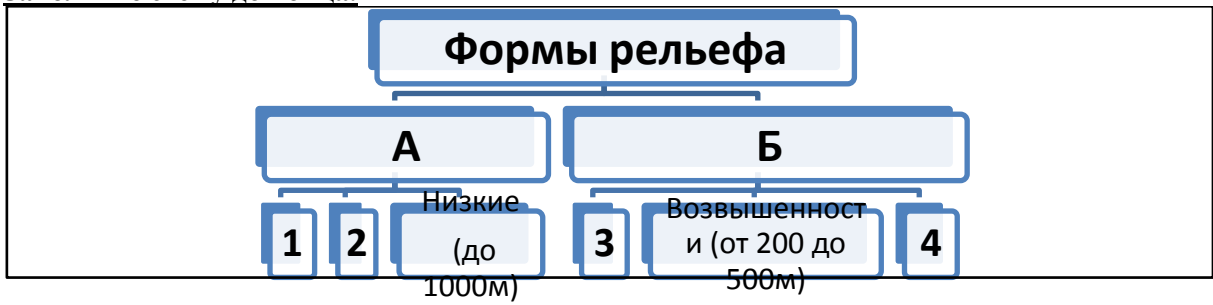 Формы рельефа
А
Б
1
2
Низкие
(до
1000м)
3
Возвышенност
и (от 200 до
500м)
4